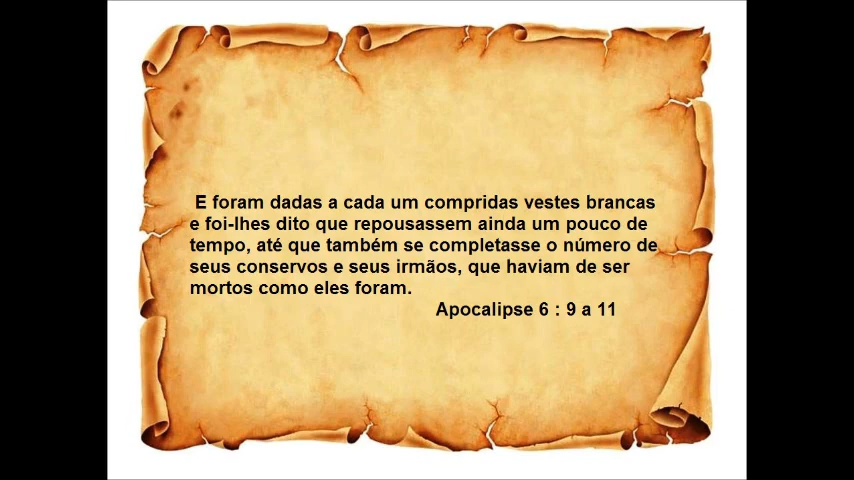 E foram dadas a cada um compridas vestes brancas
e foi-lhes dito que repousassem ainda um pouco de
tempo, até que também se completasse o número de
seus conservos e seus irmãos, que haviam de ser
mortos como eles foram.
Apocalipse 6 : 9 a 11